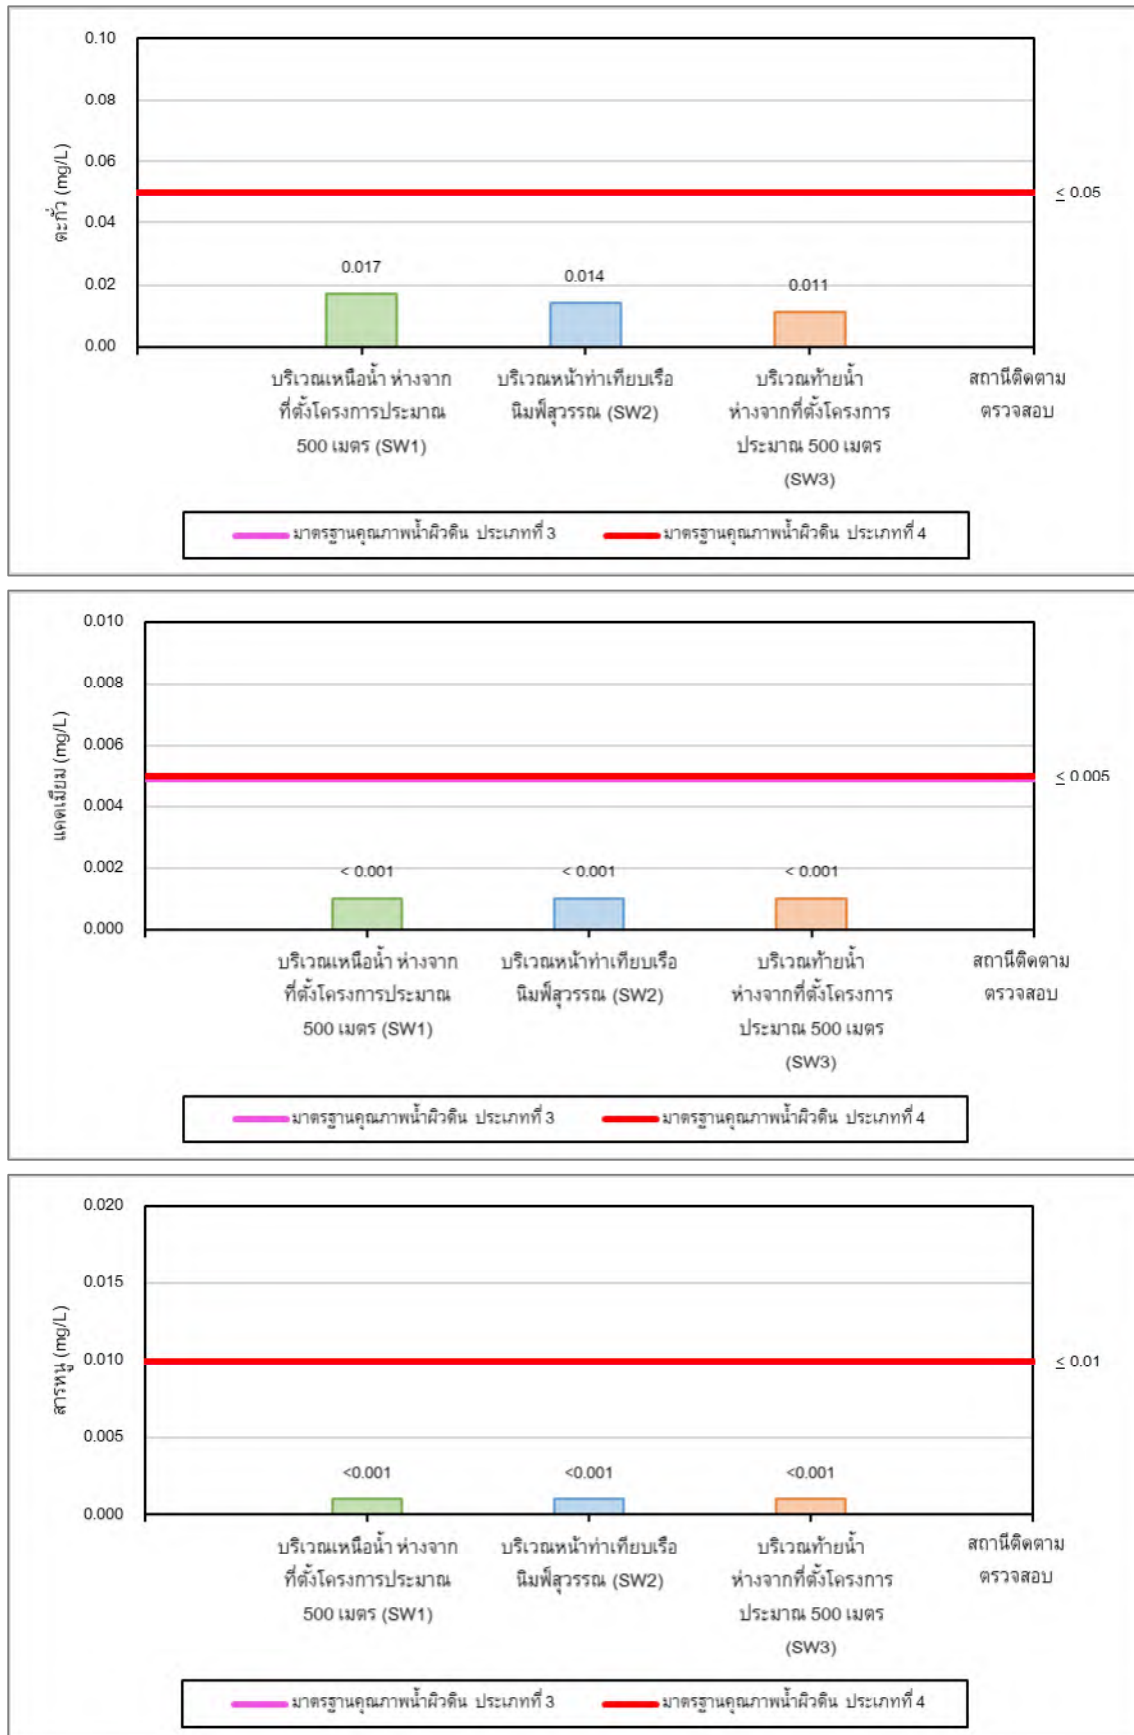 0.10
0.08
0.06
0.04
0.02
0.00
ตะกั่ว (mg/L)
≤ 0.05
0.017
0.014
0.011
บริเวณเหนือน้ำ ห่างจาก
ที่ตั้งโครงการประมาณ
500 เมตร (SW1)
บริเวณหน้าท่าเทียบเรือ
นิมฟ์สุวรรณ (SW2)
บริเวณท้ายน้ำ
ห่างจากที่ตั้งโครงการ
ประมาณ 500 เมตร
(SW3)
สถานีติดตาม
ตรวจสอบ
มาตรฐานคุณภาพน้ำผิวดิน ประเภทที่ 3
มาตรฐานคุณภาพน้ำผิวดิน ประเภทที่ 4
0.010
0.008
0.006
0.004
0.002
0.000
แคดเมียม (mg/L)
≤ 0.005
< 0.001
< 0.001
< 0.001
บริเวณเหนือน้ำ ห่างจาก
ที่ตั้งโครงการประมาณ
500 เมตร (SW1)
บริเวณหน้าท่าเทียบเรือ
นิมฟ์สุวรรณ (SW2)
บริเวณท้ายน้ำ
ห่างจากที่ตั้งโครงการ
ประมาณ 500 เมตร
(SW3)
สถานีติดตาม
ตรวจสอบ
มาตรฐานคุณภาพน้ำผิวดิน ประเภทที่ 3
มาตรฐานคุณภาพน้ำผิวดิน ประเภทที่ 4
0.020
0.015
0.010
0.005
0.000
สารหนู (mg/L)
≤ 0.01
<0.001
<0.001
<0.001
บริเวณเหนือน้ำ ห่างจาก
ที่ตั้งโครงการประมาณ
500 เมตร (SW1)
บริเวณหน้าท่าเทียบเรือ
นิมฟ์สุวรรณ (SW2)
บริเวณท้ายน้ำ
ห่างจากที่ตั้งโครงการ
ประมาณ 500 เมตร
(SW3)
สถานีติดตาม
ตรวจสอบ
มาตรฐานคุณภาพน้ำผิวดิน ประเภทที่ 3
มาตรฐานคุณภาพน้ำผิวดิน ประเภทที่ 4